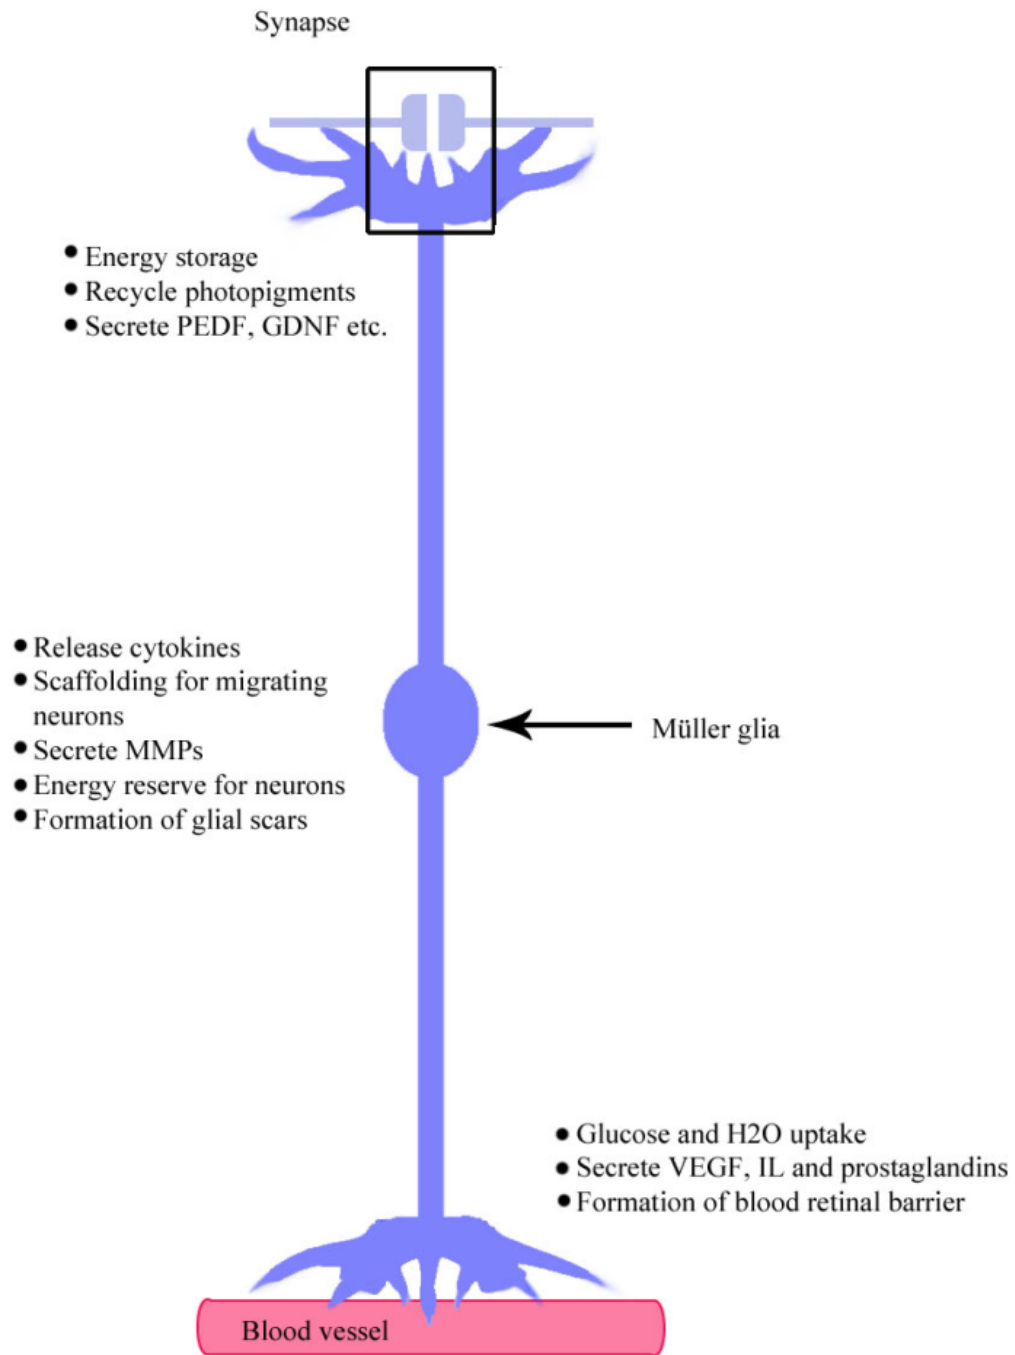 Synapse
• Energy storage
• Recycle photopigments
• Secrete PEDF, GDNF etc.
• Release cytokines
• Scaffolding for migrating
neurons
• Secrete MMPs
• Energy reserve for neurons
• Formation of glial scars
Müller glia
• Glucose and H2O uptake
• Secrete VEGF, IL and prostaglandins
• Formation of blood retinal barrier
Blood vessel